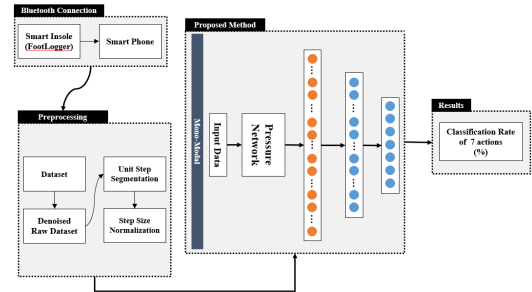 Bluetooth Connection
Smart Insole
(FootLogger)
Smart Phone
Preprocessing
Dataset
Denoised
Raw Dataset
Unit Step
Segmentation
Step Size
Normalization
Proposed Method
Mono-Modal
Input Data
Pressure
Network
Results
Classification Rate
of 7 actions
(%)